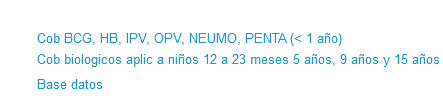 Cob BCG, HB, IPV, OPV, NEUMO, PENTA (< 1 año)
Cob biologicos aplic a niños 12 a 23 meses 5 años, 9 años y 15 años
Base datos